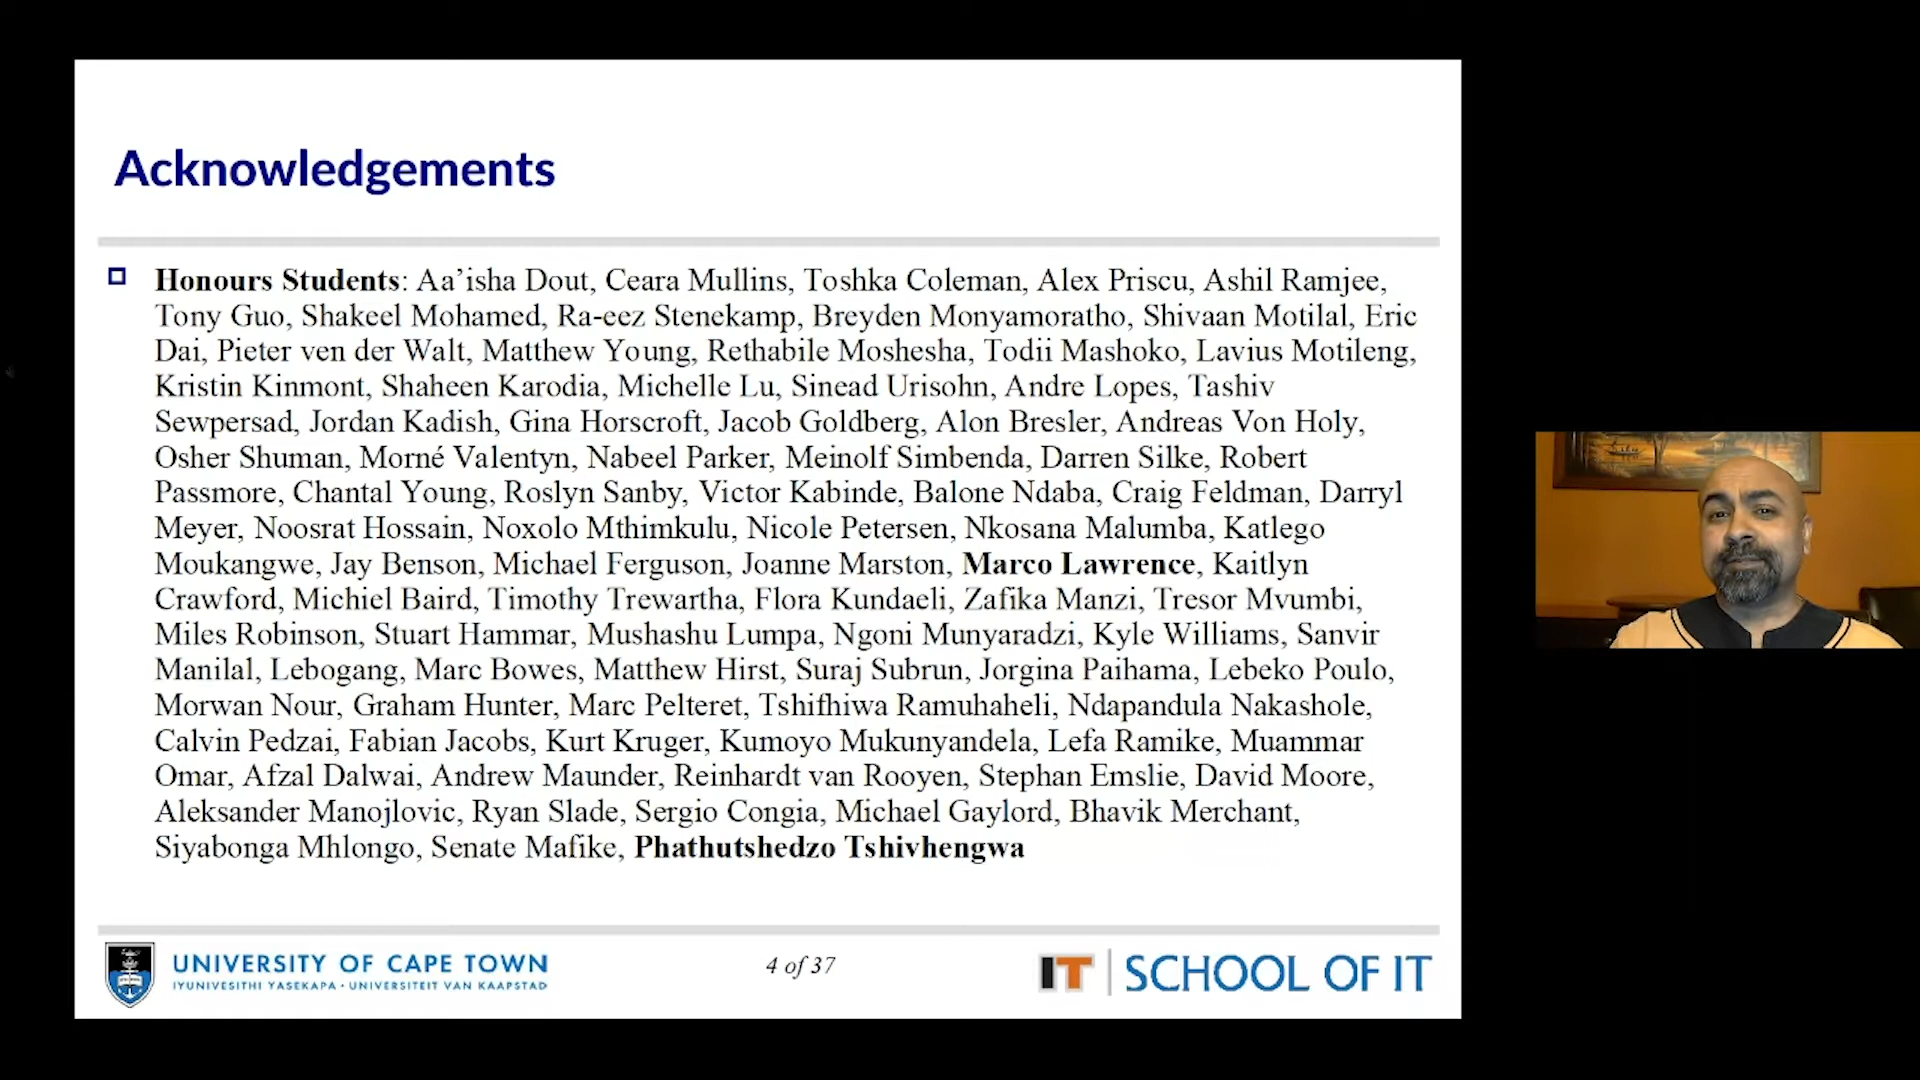 Acknowledgements
Honours Students: Aa’isha Dout, Ceara Mullins, Toshka Coleman, Alex Priscu, Ashil Ramjee,
Tony Guo, Shakeel Mohamed, Ra-eez Stenekamp, Breyden Monyamoratho, Shivaan Motilal, Eric
Dai, Pieter ven der Walt, Matthew Young, Rethabile Moshesha, Todii Mashoko, Lavius Motileng,
Kristin Kinmont, Shaheen Karodia, Michelle Lu, Sinead Urisohn, Andre Lopes, Tashiv
Sewpersad, Jordan Kadish, Gina Horscroft, Jacob Goldberg, Alon Bresler, Andreas Von Holy,
Osher Shuman, Morné Valentyn, Nabeel Parker, Meinolf Simbenda, Darren Silke, Robert
Passmore, Chantal Young, Roslyn Sanby, Victor Kabinde, Balone Ndaba, Craig Feldman, Darryl
Meyer, Noosrat Hossain, Noxolo Mthimkulu, Nicole Petersen, Nkosana Malumba, Katlego
Moukangwe, Jay Benson, Michael Ferguson, Joanne Marston, Marco Lawrence, Kaitlyn
Crawford, Michiel Baird, Timothy Trewartha, Flora Kundaeli, Zafika Manzi, Tresor Mvumbi,
Miles Robinson, Stuart Hammar, Mushashu Lumpa, Ngoni Munyaradzi, Kyle Williams, Sanvir
Manilal, Lebogang, Marc Bowes, Matthew Hirst, Suraj Subrun, Jorgina Paihama, Lebeko Poulo,
Morwan Nour, Graham Hunter, Marc Pelteret, Tshifhiwa Ramuhaheli, Ndapandula Nakashole,
Calvin Pedzai, Fabian Jacobs, Kurt Kruger, Kumoyo Mukunyandela, Lefa Ramike, Muammar
Omar, Afzal Dalwai, Andrew Maunder, Reinhardt van Rooyen, Stephan Emslie, David Moore,
Aleksander Manojlovic, Ryan Slade, Sergio Congia, Michael Gaylord, Bhavik Merchant,
Siyabonga Mhlongo, Senate Mafike, Phathutshedzo Tshivhengwa
UNIVERSITY OF CAPE TOWN
IYUNIVESITHI YASEKAPA · UNIVERSITEIT VAN KAAPSTAD
4 of 37
IT SCHOOL OF IT